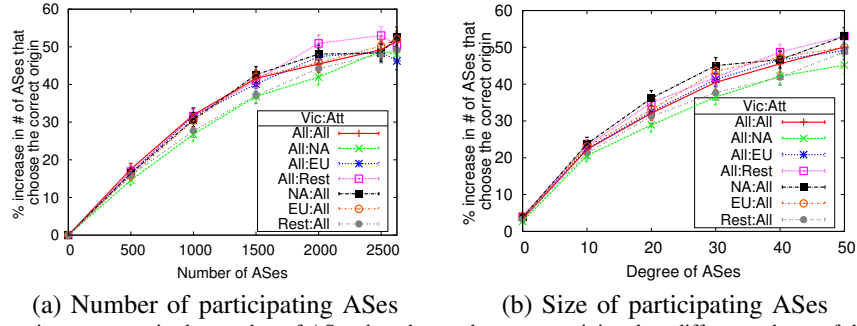 % increase in # of ASes that
choose the correct origin
60
50
40
30
20
10
0
0 500 1000 1500 2000 2500
Number of ASes
Vic:Att
All:All
All:NA
All:EU
All:Rest
NA:All
EU:All
Rest:All
(a) Number of participating ASes
% increase in # of ASes that
choose the correct origin
60
50
40
30
20
10
0
0 10 20 30 40 50
Degree of ASes
Vic:Att
All:All
All:NA
All:EU
All:Rest
NA:All
EU:All
Rest:All
(b) Size of participating ASes